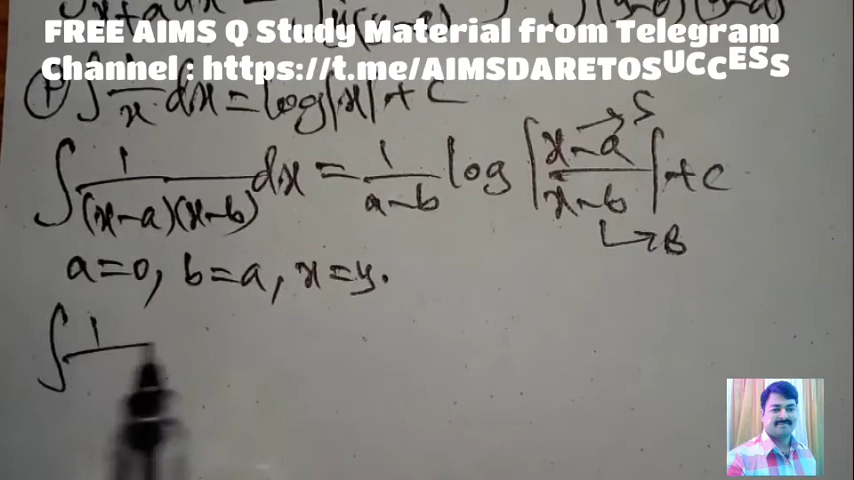 FREE AIMS Q Study Material from Telegram
Channel : https://t.me/AIMSDARETOSUCCESS
∫ 1/x dx = log|x| + C
∫ 1/((x-a)(x-b)) dx = 1/(a-b) log |(x-a)/(x-b)| + C
→ S
↳ B
a=0, b=a, x=y.
∫ 1